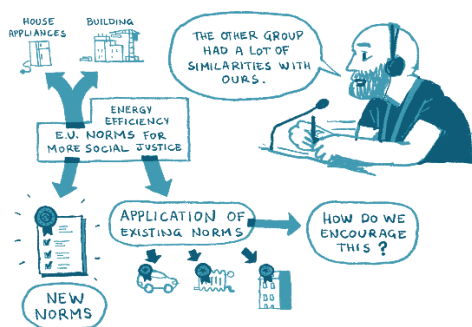 HOUSE
APPLIANCES
BUILDING
THE OTHER GROUP
HAD A LOT OF
SIMILARITIES WITH
OURS.
ENERGY
EFFICIENCY
E.U. NORMS FOR
MORE SOCIAL JUSTICE
APPLICATION OF
EXISTING NORMS
HOW DO WE
ENCOURAGE
THIS?
NEW
NORMS